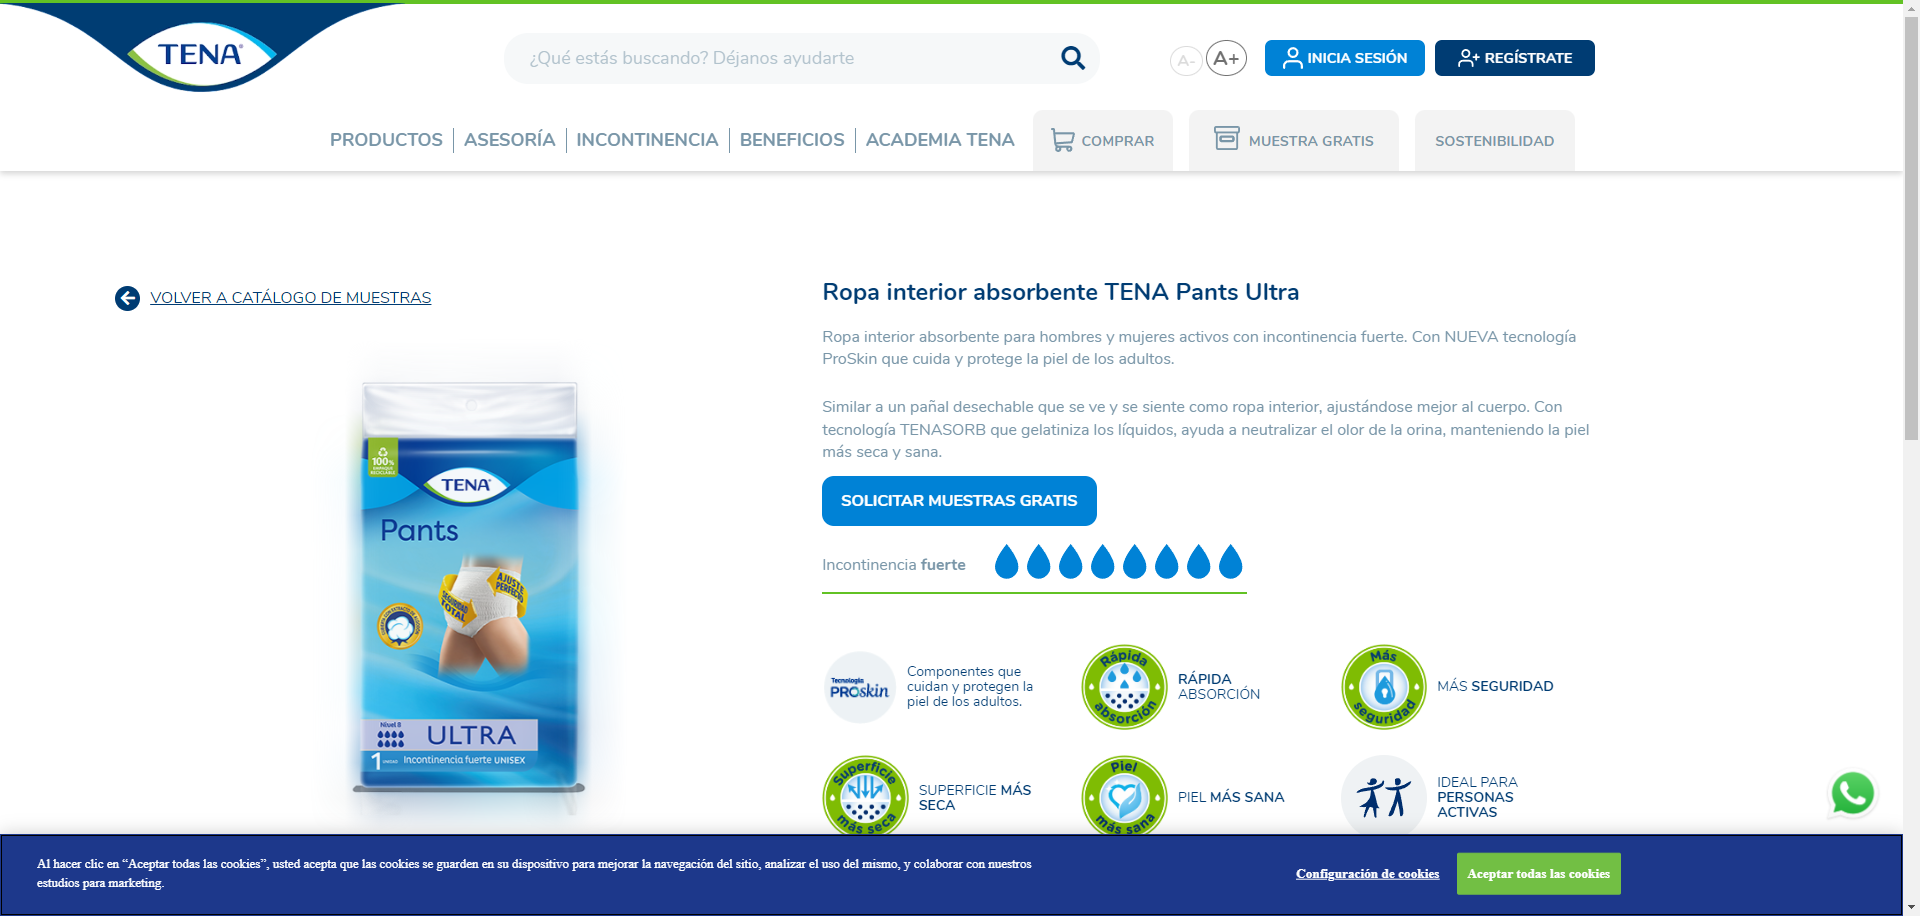 TENA
¿Qué estás buscando? Déjanos ayudarte
A-
A+
INICIA SESIÓN
REGÍSTRATE
PRODUCTOS
ASESORÍA
INCONTINENCIA
BENEFICIOS
ACADEMIA TENA
COMPRAR
MUESTRA GRATIS
SOSTENIBILIDAD
VOLVER A CATÁLOGO DE MUESTRAS
100%
EMPAQUE
RECICLABLE
TENA
Pants
AJUSTE
PERFECTO
SEGURIDAD
TOTAL
Nivel 8
ULTRA
1 UNIDAD
Incontinencia fuerte UNISEX
Ropa interior absorbente TENA Pants Ultra
Ropa interior absorbente para hombres y mujeres activos con incontinencia fuerte. Con NUEVA tecnología
ProSkin que cuida y protege la piel de los adultos.
Similar a un pañal desechable que se ve y se siente como ropa interior, ajustándose mejor al cuerpo. Con
tecnología TENASORB que gelatiniza los líquidos, ayuda a neutralizar el olor de la orina, manteniendo la piel
más seca y sana.
SOLICITAR MUESTRAS GRATIS
Incontinencia fuerte
Tecnología
PROskin
Componentes que
cuidan y protegen la
piel de los adultos.
Rápida
absorción
RÁPIDA
ABSORCIÓN
Más
seguridad
MÁS SEGURIDAD
Superficie
más seca
SUPERFICIE MÁS
SECA
Piel
más sana
PIEL MÁS SANA
IDEAL PARA
PERSONAS
ACTIVAS
Al hacer clic en “Aceptar todas las cookies”, usted acepta que las cookies se guarden en su dispositivo para mejorar la navegación del sitio, analizar el uso del mismo, y colaborar con nuestros
estudios para marketing.
Configuración de cookies
Aceptar todas las cookies